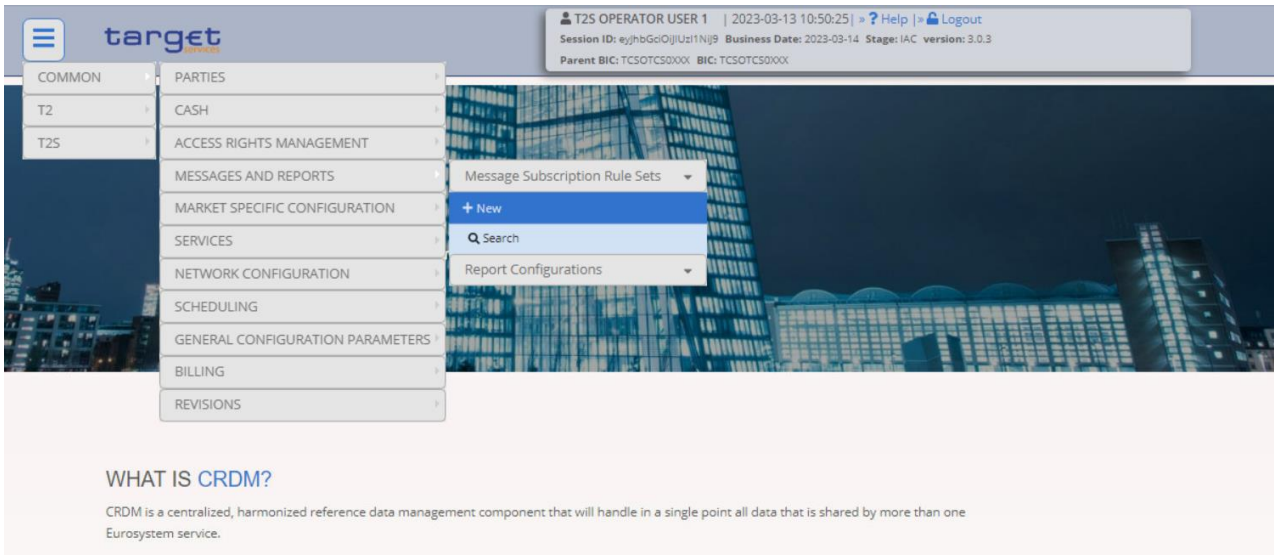 T2S OPERATOR USER 1 | 2023-03-13 10:50:25| » ? Help |» Logout
target
services
Session ID: eyJhbGciOiJIUzI1NiJ9 Business Date: 2023-03-14 Stage: IAC version: 3.0.3
Parent BIC: TCSOTCS0XXX BIC: TCSOTCS0XXX
COMMON
T2
T2S
PARTIES
CASH
ACCESS RIGHTS MANAGEMENT
MESSAGES AND REPORTS
MARKET SPECIFIC CONFIGURATION
SERVICES
NETWORK CONFIGURATION
SCHEDULING
GENERAL CONFIGURATION PARAMETERS
BILLING
REVISIONS
Message Subscription Rule Sets
+ New
Search
Report Configurations
WHAT IS CRDM?
CRDM is a centralized, harmonized reference data management component that will handle in a single point all data that is shared by more than one
Eurosystem service.